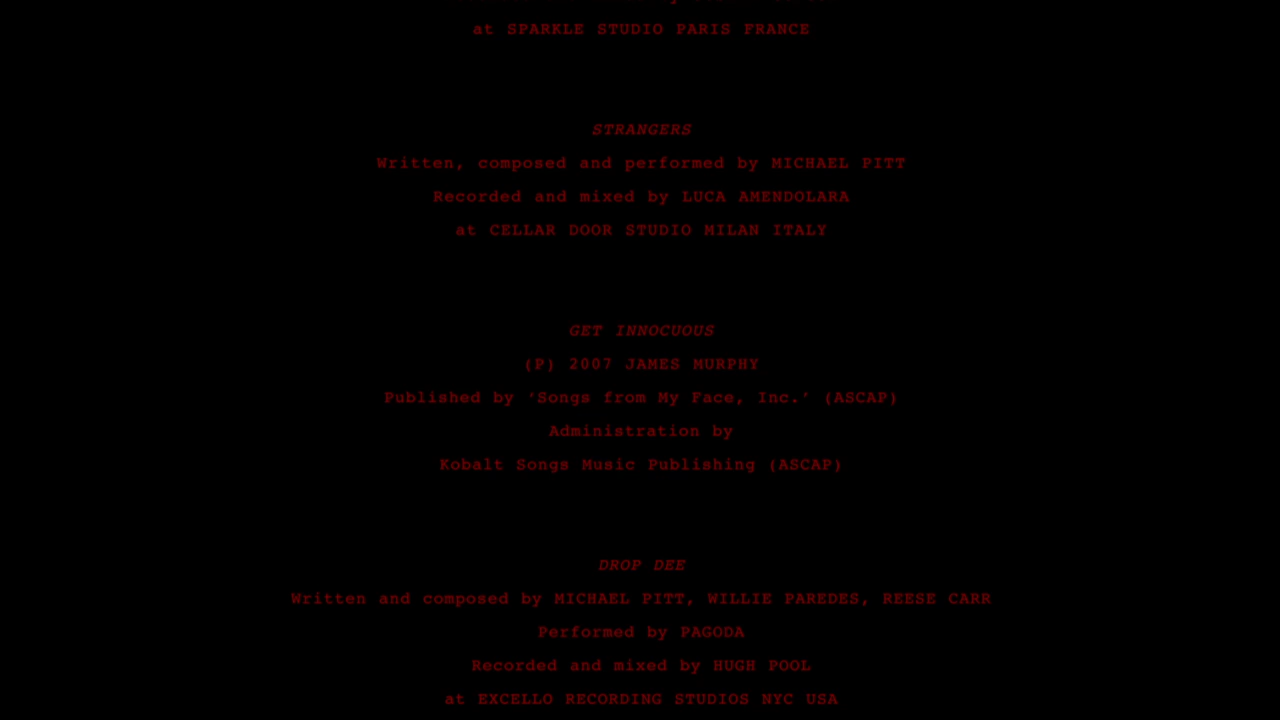 at SPARKLE STUDIO PARIS FRANCE
STRANGERS
Written, composed and performed by MICHAEL PITT
Recorded and mixed by LUCA AMENDOLARA
at CELLAR DOOR STUDIO MILAN ITALY
GET INNOCUOUS
(P) 2007 JAMES MURPHY
Published by ‘Songs from My Face, Inc.’ (ASCAP)
Administration by
Kobalt Songs Music Publishing (ASCAP)
DROP DEE
Written and composed by MICHAEL PITT, WILLIE PAREDES, REESE CARR
Performed by PAGODA
Recorded and mixed by HUGH POOL
at EXCELLO RECORDING STUDIOS NYC USA